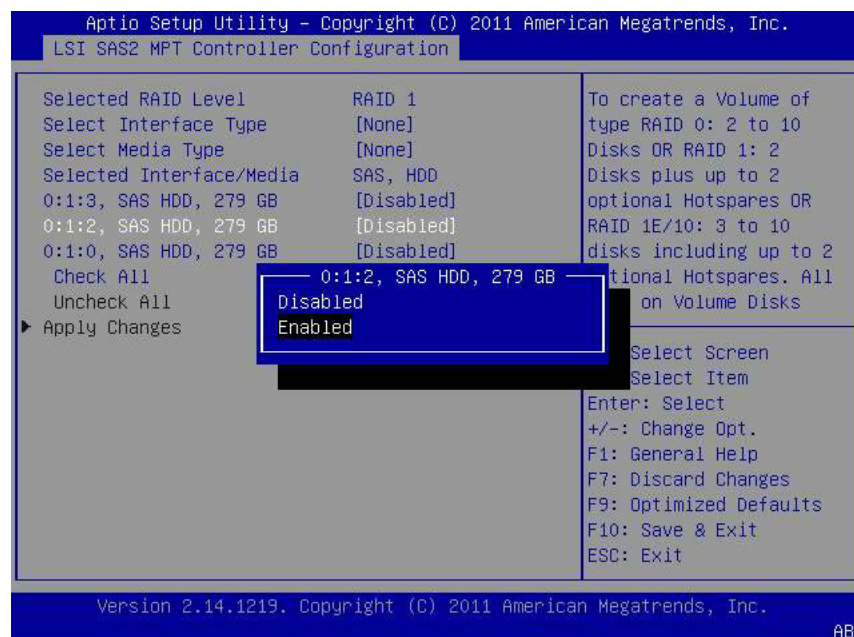 Aptio Setup Utility – Copyright (C) 2011 American Megatrends, Inc.
LSI SAS2 MPT Controller Configuration
Selected RAID Level RAID 1
Select Interface Type [None]
Select Media Type [None]
Selected Interface/Media SAS, HDD
0:1:3, SAS HDD, 279 GB [Disabled]
0:1:2, SAS HDD, 279 GB [Disabled]
0:1:0, SAS HDD, 279 GB [Disabled]
Check All
Uncheck All
Apply Changes
0:1:2, SAS HDD, 279 GB
Disabled
Enabled
To create a Volume of
type RAID 0: 2 to 10
Disks OR RAID 1: 2
Disks plus up to 2
optional Hotspares OR
RAID 1E/10: 3 to 10
disks including up to 2
Hotspares. All
on Volume Disks
Select Screen
Select Item
Enter: Select
+/-: Change Opt.
F1: General Help
F7: Discard Changes
F9: Optimized Defaults
F10: Save & Exit
ESC: Exit
Version 2.14.1219. Copyright (C) 2011 American Megatrends, Inc.
AB